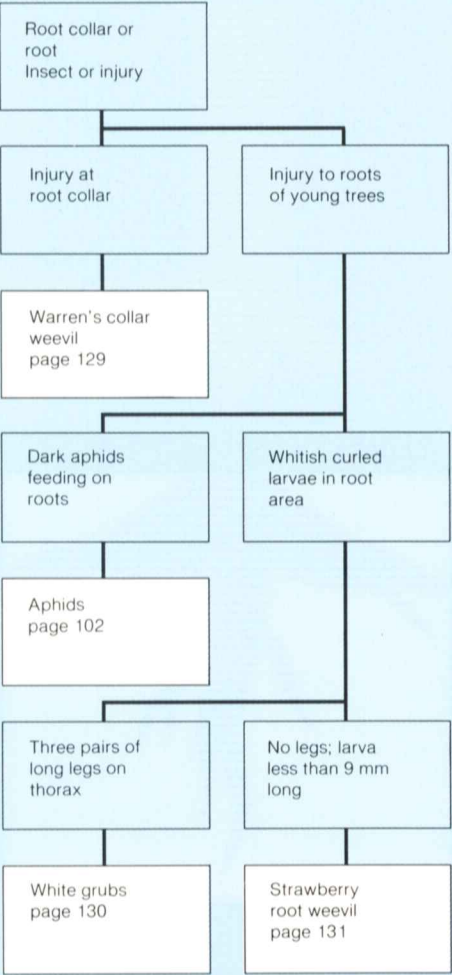 Root collar or
root
Insect or injury
Injury at
root collar
Injury to roots
of young trees
Warren's collar
weevil
page 129
Dark aphids
feeding on
roots
Whitish curled
larvae in root
area
Aphids
page 102
Three pairs of
long legs on
thorax
No legs; larva
less than 9 mm
long
White grubs
page 130
Strawberry
root weevil
page 131